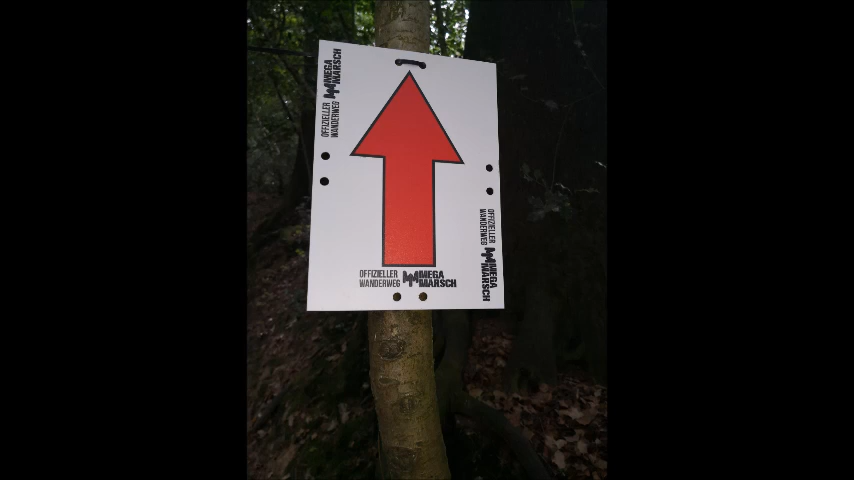 OFFIZIELLER
WANDERWEG
MEGA
MARSCH
OFFIZIELLER
WANDERWEG
MEGA
MARSCH
OFFIZIELLER
WANDERWEG
MEGA
MARSCH